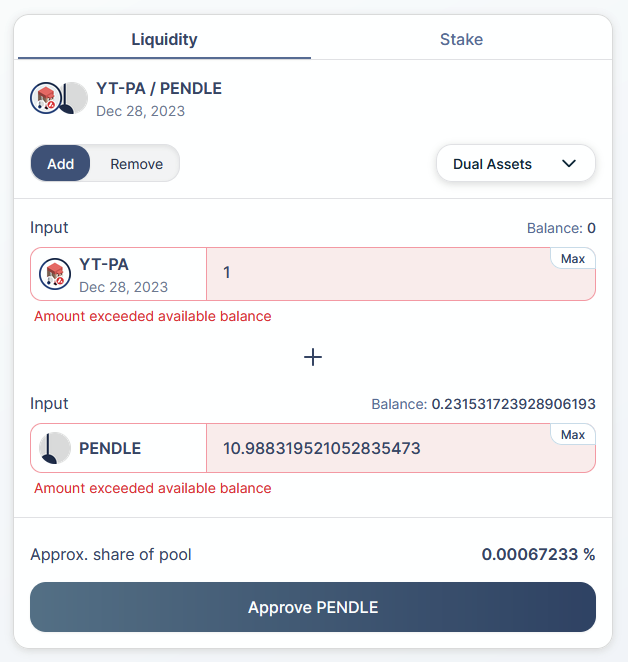 Liquidity
Stake
YT-PA / PENDLE
Dec 28, 2023
Add
Remove
Dual Assets
Input
Balance: 0
YT-PA
Dec 28, 2023
1
Max
Amount exceeded available balance
+
Input
Balance: 0.231531723928906193
PENDLE
10.988319521052835473
Max
Amount exceeded available balance
Approx. share of pool
0.00067233 %
Approve PENDLE